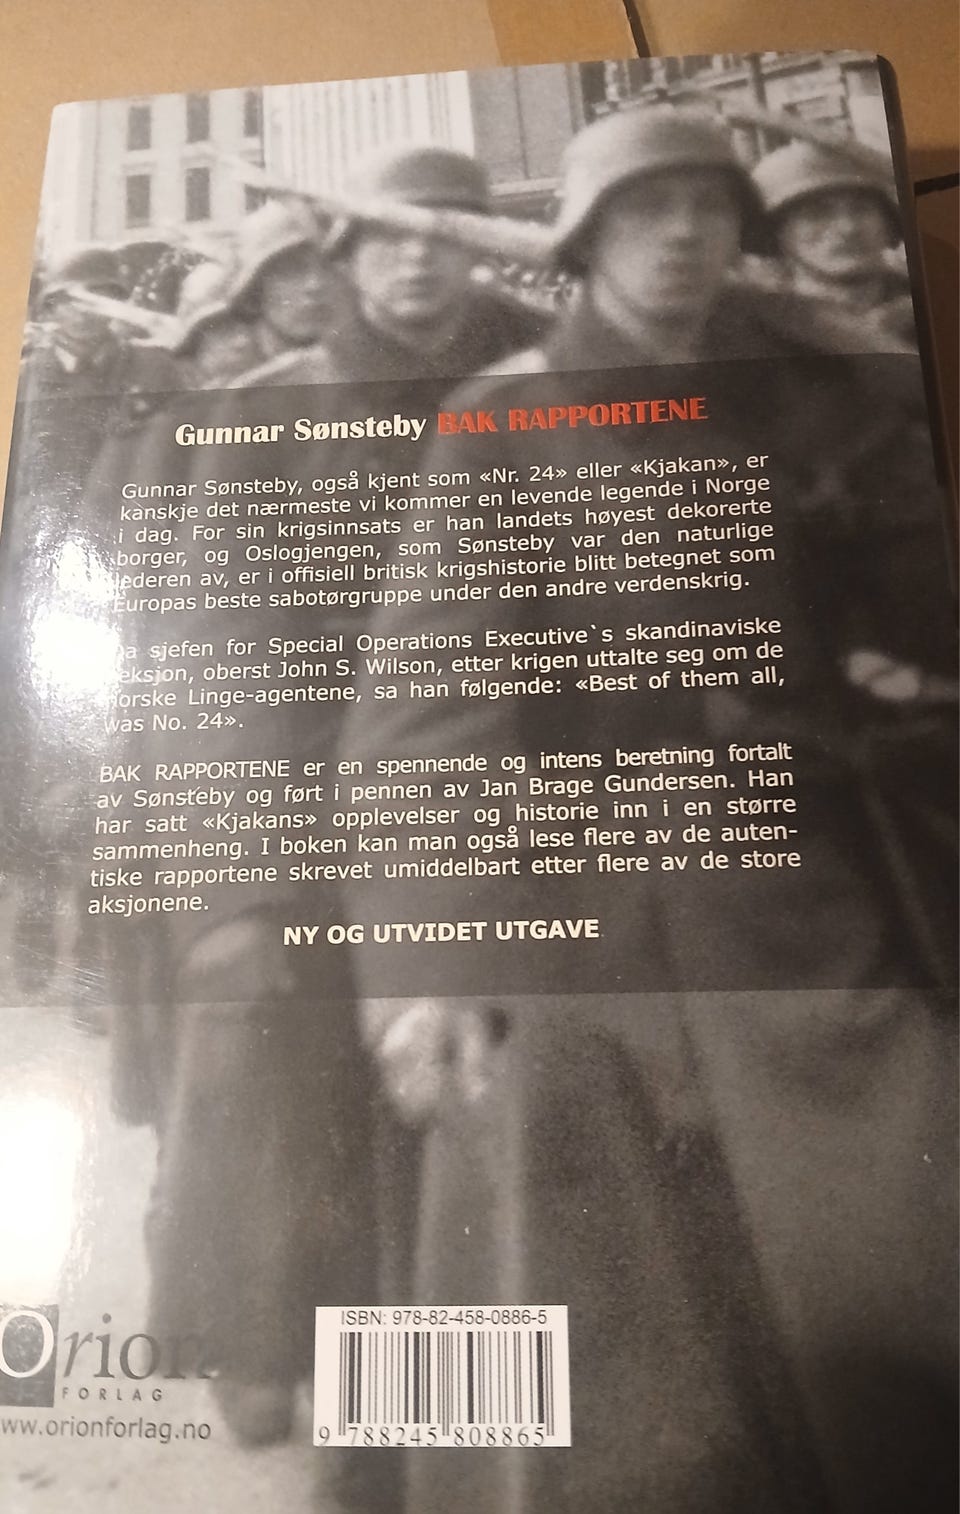 Gunnar Sønsteby BAK RAPPORTENE
Gunnar Sønsteby, også kjent som «Nr. 24» eller «Kjakan», er
kanskje det nærmeste vi kommer en levende legende i Norge
i dag. For sin krigsinnsats er han landets høyest dekorerte
borger, og Oslogjengen, som Sønsteby var den naturlige
lederen av, er i offisiell britisk krigshistorie blitt betegnet som
Europas beste sabotørgruppe under den andre verdenskrig.
Da sjefen for Special Operations Executive`s skandinaviske
seksjon, oberst John S. Wilson, etter krigen uttalte seg om de
norske Linge-agentene, sa han følgende: «Best of them all,
was No. 24».
BAK RAPPORTENE er en spennende og intens beretning fortalt
av Sønsteby og ført i pennen av Jan Brage Gundersen. Han
har satt «Kjakans» opplevelser og historie inn i en større
sammenheng. I boken kan man også lese flere av de auten-
tiske rapportene skrevet umiddelbart etter flere av de store
aksjonene.
NY OG UTVIDET UTGAVE
Orion
FORLAG
www.orionforlag.no
ISBN: 978-82-458-0886-5
9 788245 808865